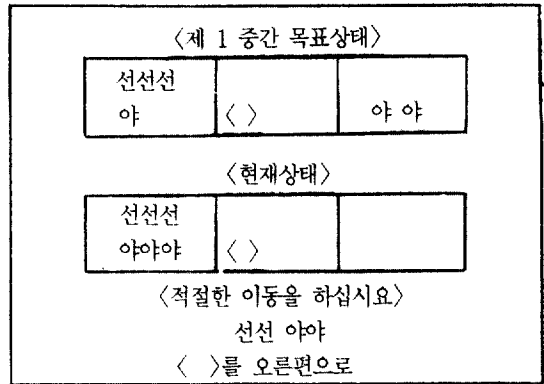 〈제 1 중간 목표상태〉
선선선
야 〈 〉 야 야
〈현재상태〉
선선선
야야야 〈 〉
〈적절한 이동을 하십시요〉
선선 야야
〈 〉를 오른편으로